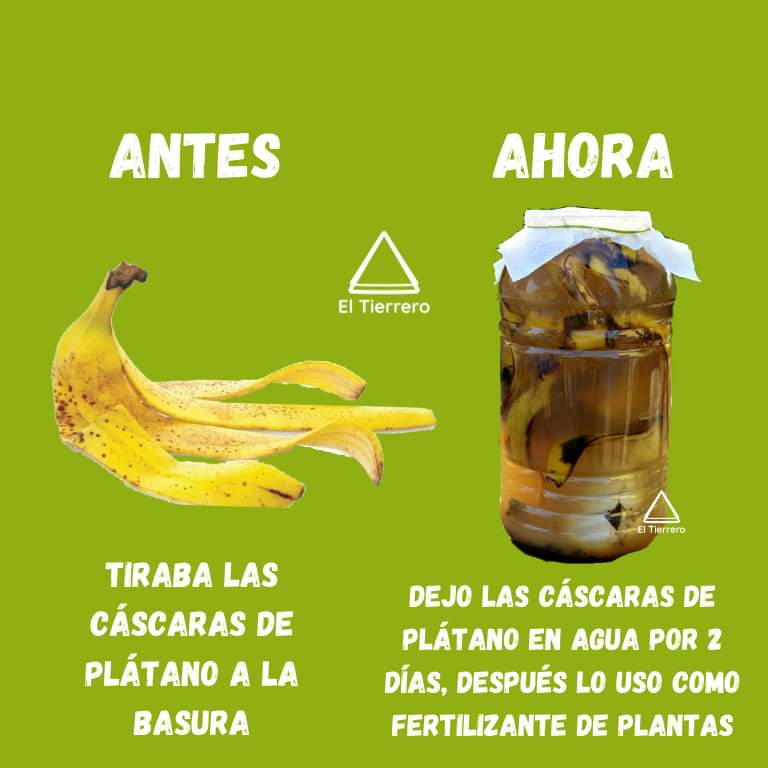 ANTES
AHORA
El Tierrero
El Tierrero
TIRABA LAS
CÁSCARAS DE
PLÁTANO A LA
BASURA
DEJO LAS CÁSCARAS DE
PLÁTANO EN AGUA POR 2
DÍAS, DESPUÉS LO USO COMO
FERTILIZANTE DE PLANTAS